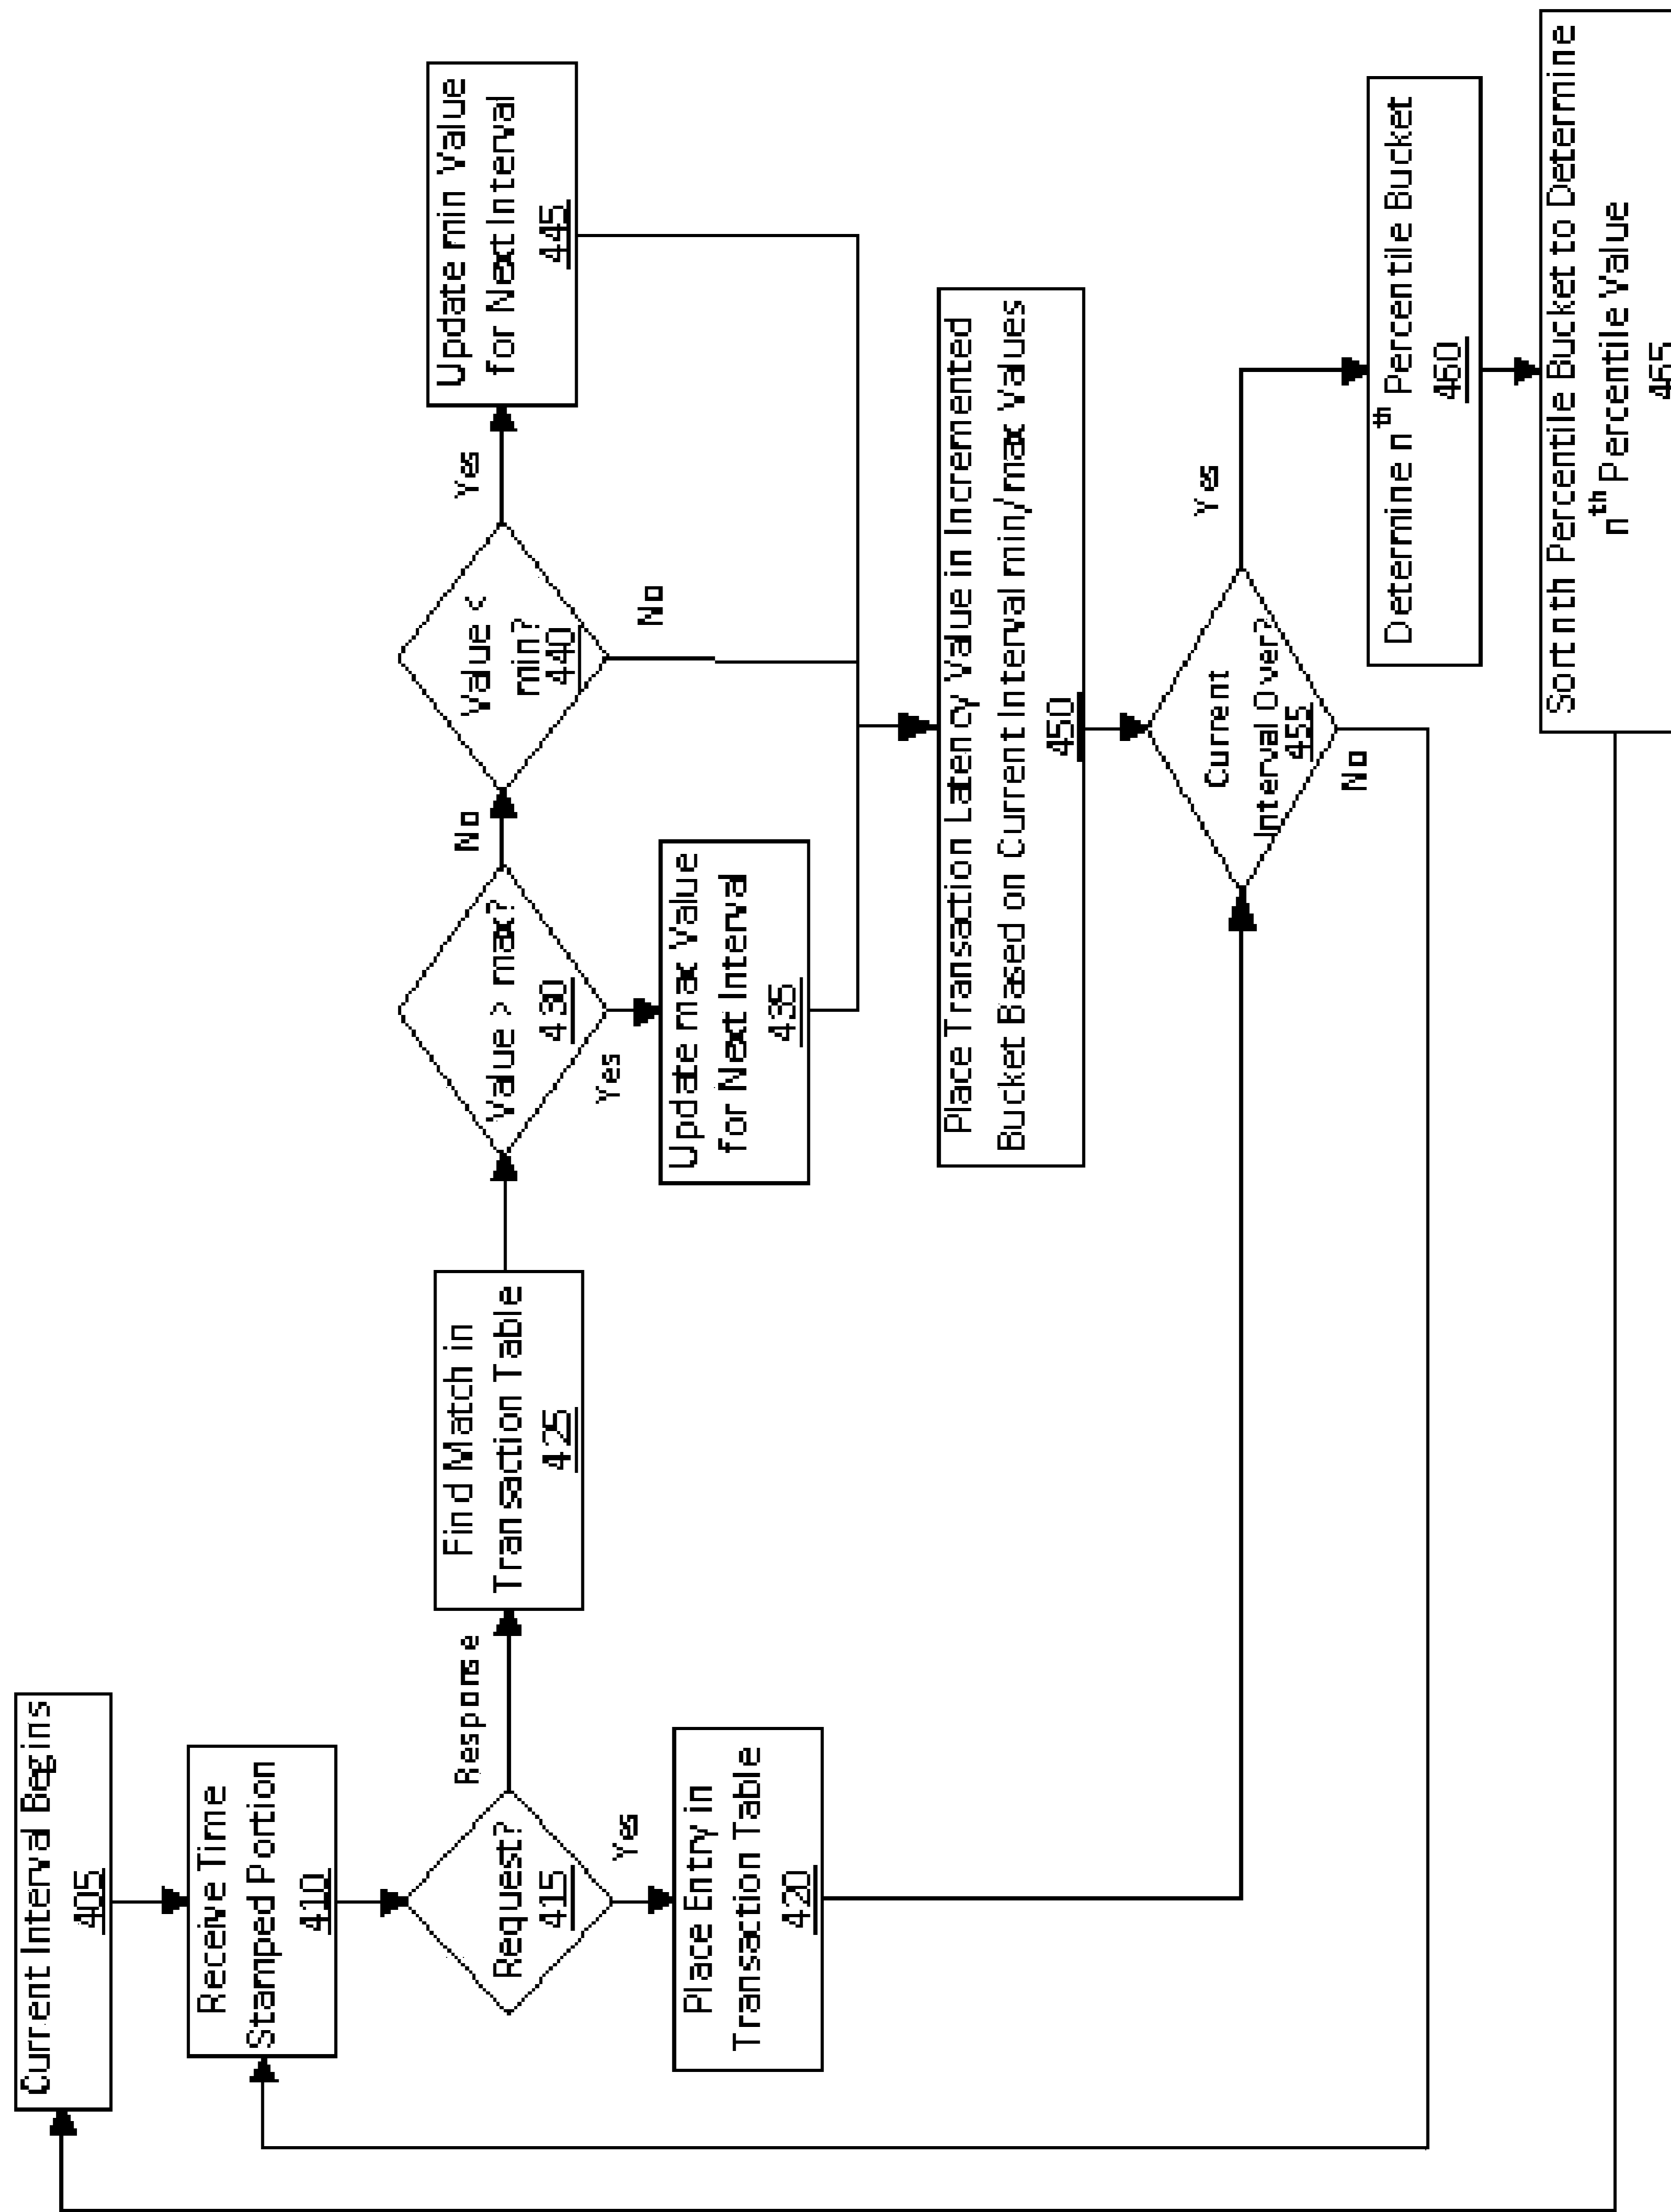 Current Interval Begins
405
Receive Time
Stamped Portion
410
Request?
415
Response
Yes
Place Entry in
Transaction Table
420
Find Match in
Transaction Table
425
Value > max?
430
No
Yes
Update max Value
for Next Interval
435
Value <
min?
440
Yes
No
Update min Value
for Next Interval
445
Place Transaction Latency Value in Incremented
Bucket Based on Current Interval min/max Values
450
Current
Interval Over?
455
Yes
No
Determine nth Percentile Bucket
460
Sort nth Percentile Bucket to Determine
nth Percentile Value
465